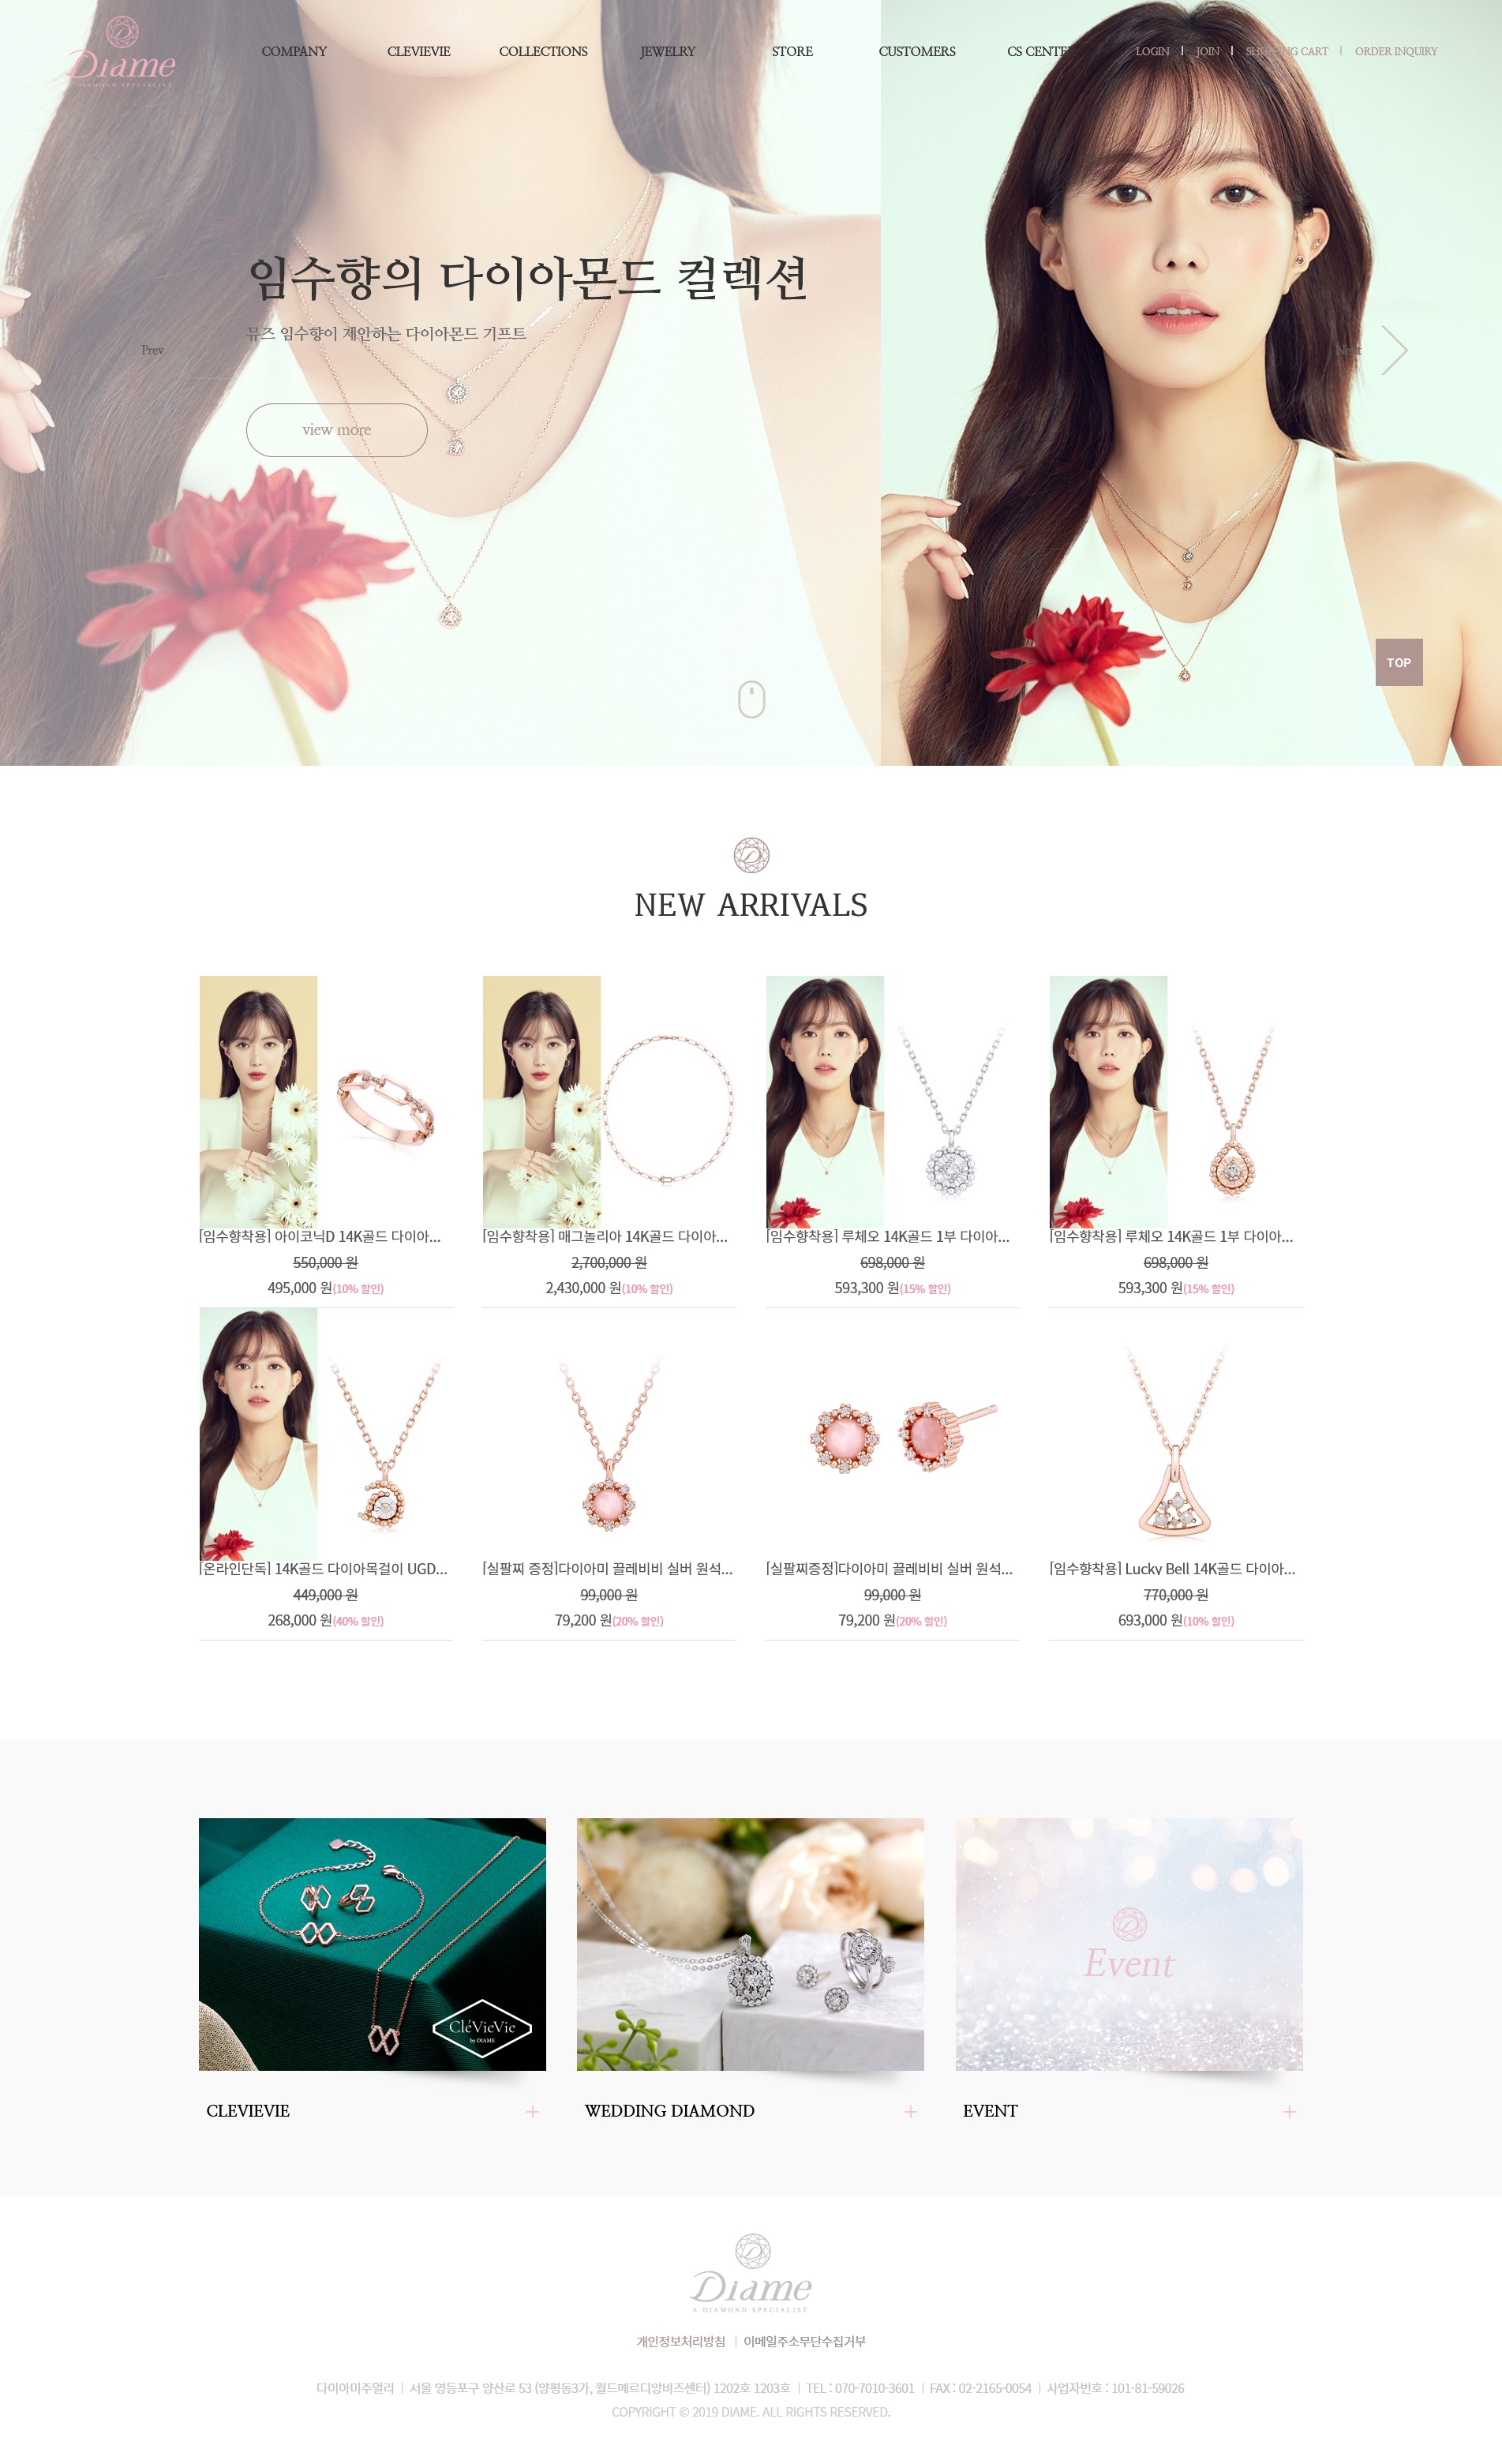 Diame
A DIAMOND SPECIALIST
COMPANY
CLEVIEVIE
COLLECTIONS
JEWELRY
STORE
CUSTOMERS
CS CENTER
LOGIN
JOIN
SHOPPING CART
ORDER INQUIRY
임수향의 다이아몬드 컬렉션
뮤즈 임수향이 제안하는 다이아몬드 기프트
Prev
Next
view more
TOP
NEW ARRIVALS
[임수향착용] 아이코닉D 14K골드 다이아...
550,000 원
495,000 원(10% 할인)
[임수향착용] 매그놀리아 14K골드 다이아...
2,700,000 원
2,430,000 원(10% 할인)
[임수향착용] 루체오 14K골드 1부 다이아...
698,000 원
593,300 원(15% 할인)
[임수향착용] 루체오 14K골드 1부 다이아...
698,000 원
593,300 원(15% 할인)
[온라인단독] 14K골드 다이아목걸이 UGD...
449,000 원
268,000 원(40% 할인)
[실팔찌 증정]다이아미 끌레비비 실버 원석...
99,000 원
79,200 원(20% 할인)
[실팔찌증정]다이아미 끌레비비 실버 원석...
99,000 원
79,200 원(20% 할인)
[임수향착용] Lucky Bell 14K골드 다이아...
770,000 원
693,000 원(10% 할인)
CléVieVie
by DIAME
Event
CLEVIEVIE
WEDDING DIAMOND
EVENT
Diame
A DIAMOND SPECIALIST
개인정보처리방침 | 이메일주소무단수집거부
다이아미주얼리 | 서울 영등포구 양산로 53 (양평동3가, 월드메르디앙비즈센터) 1202호 1203호 | TEL : 070-7010-3601 | FAX : 02-2165-0054 | 사업자번호 : 101-81-59026
COPYRIGHT © 2019 DIAME. ALL RIGHTS RESERVED.